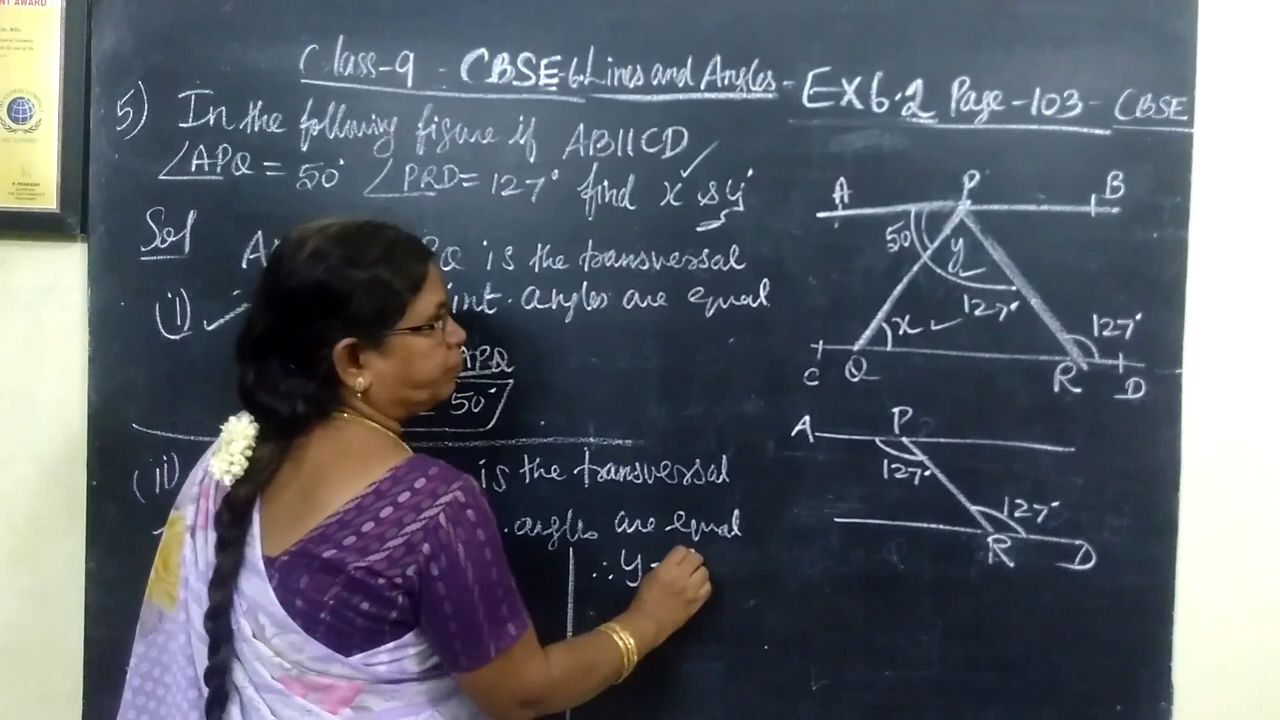 NT AWARD
Class-9 - CBSE-6.Lines and Angles - EX 6.2 Page-103 - CBSE
5) In the following figure if AB||CD
∠APQ = 50° ∠PRD = 127° find x & y
Sol A Q is the transversal
(i) ✓ int. angles are equal
APQ
= 50°
(ii) is the transversal
. angles are equal
∴ y =
A P B
50° y
127°
x ✓ 127°
C Q R D
A P
127°
127°
R D